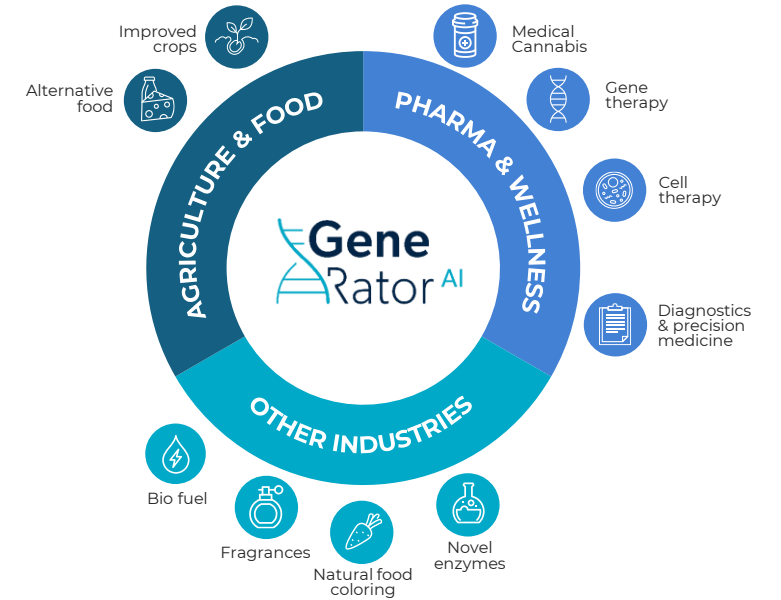 Improved
crops
Alternative
food
AGRICULTURE & FOOD
Medical
Cannabis
Gene
therapy
Cell
therapy
Diagnostics
& precision
medicine
PHARMA & WELLNESS
Gene
Rator AI
OTHER INDUSTRIES
Bio fuel
Fragrances
Natural food
coloring
Novel
enzymes